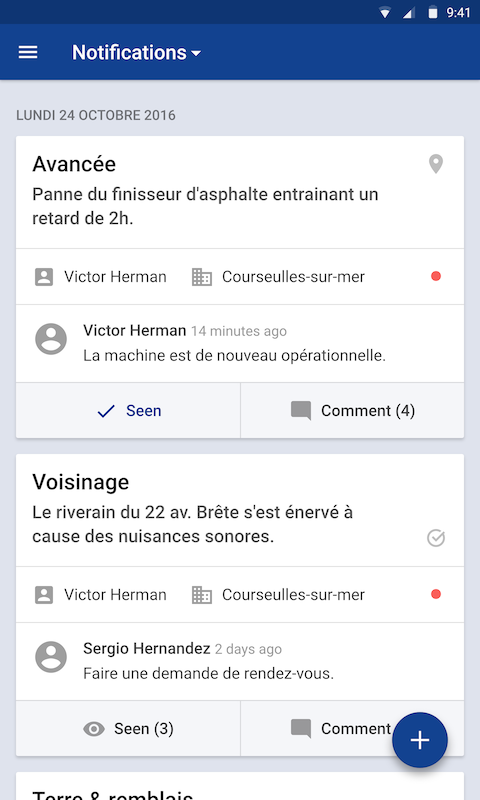 9:41
Notifications
LUNDI 24 OCTOBRE 2016
Avancée
Panne du finisseur d'asphalte entrainant un
retard de 2h.
Victor Herman Courseulles-sur-mer
Victor Herman 14 minutes ago
La machine est de nouveau opérationnelle.
Seen Comment (4)
Voisinage
Le riverain du 22 av. Brête s'est énervé à
cause des nuisances sonores.
Victor Herman Courseulles-sur-mer
Sergio Hernandez 2 days ago
Faire une demande de rendez-vous.
Seen (3) Comment
Terre & remblais